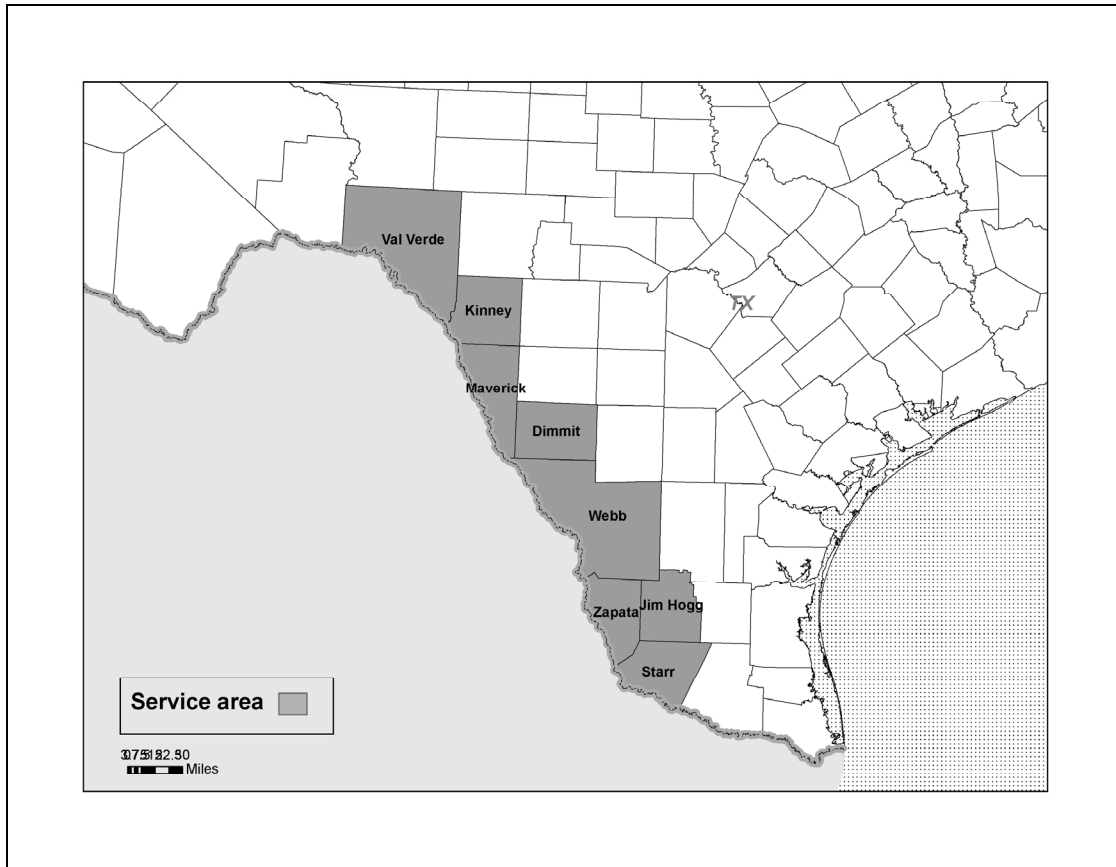 Val Verde
TX
Kinney
Maverick
Dimmit
Webb
Zapata
Jim Hogg
Starr
Service area
Miles